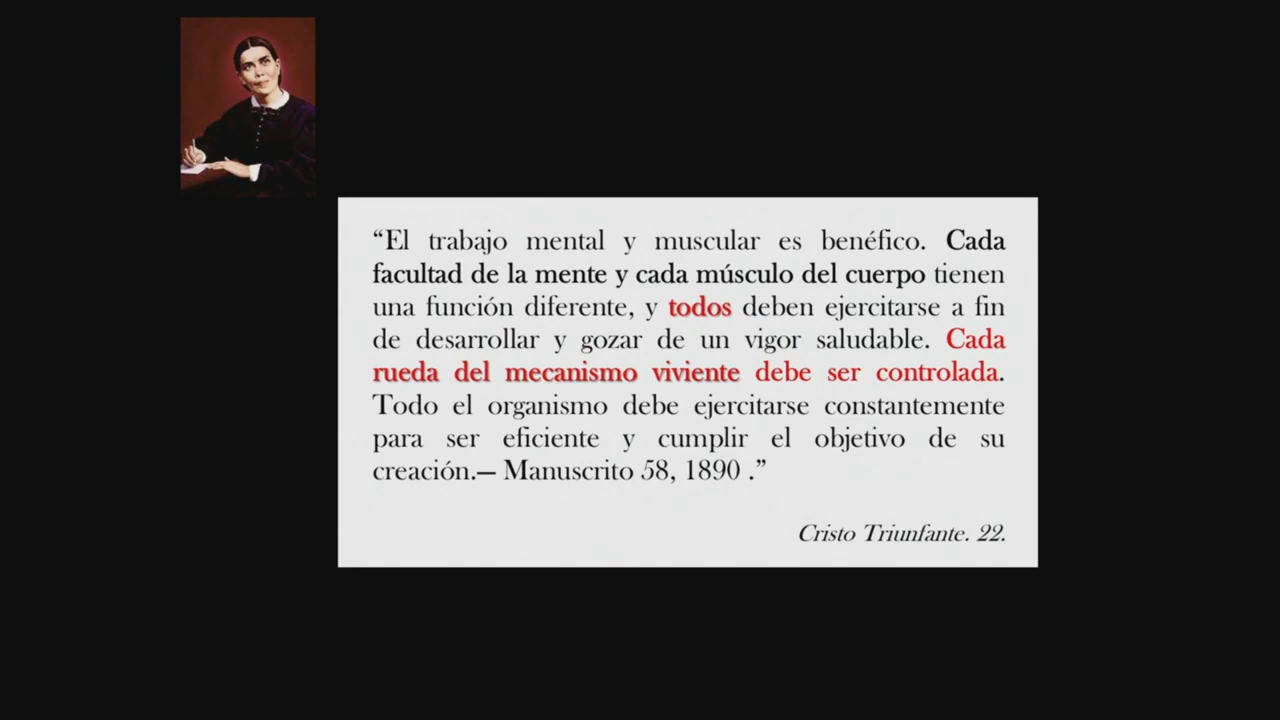 “El trabajo mental y muscular es benéfico. Cada
facultad de la mente y cada músculo del cuerpo tienen
una función diferente, y todos deben ejercitarse a fin
de desarrollar y gozar de un vigor saludable. Cada
rueda del mecanismo viviente debe ser controlada.
Todo el organismo debe ejercitarse constantemente
para ser eficiente y cumplir el objetivo de su
creación.— Manuscrito 58, 1890 .”
Cristo Triunfante. 22.